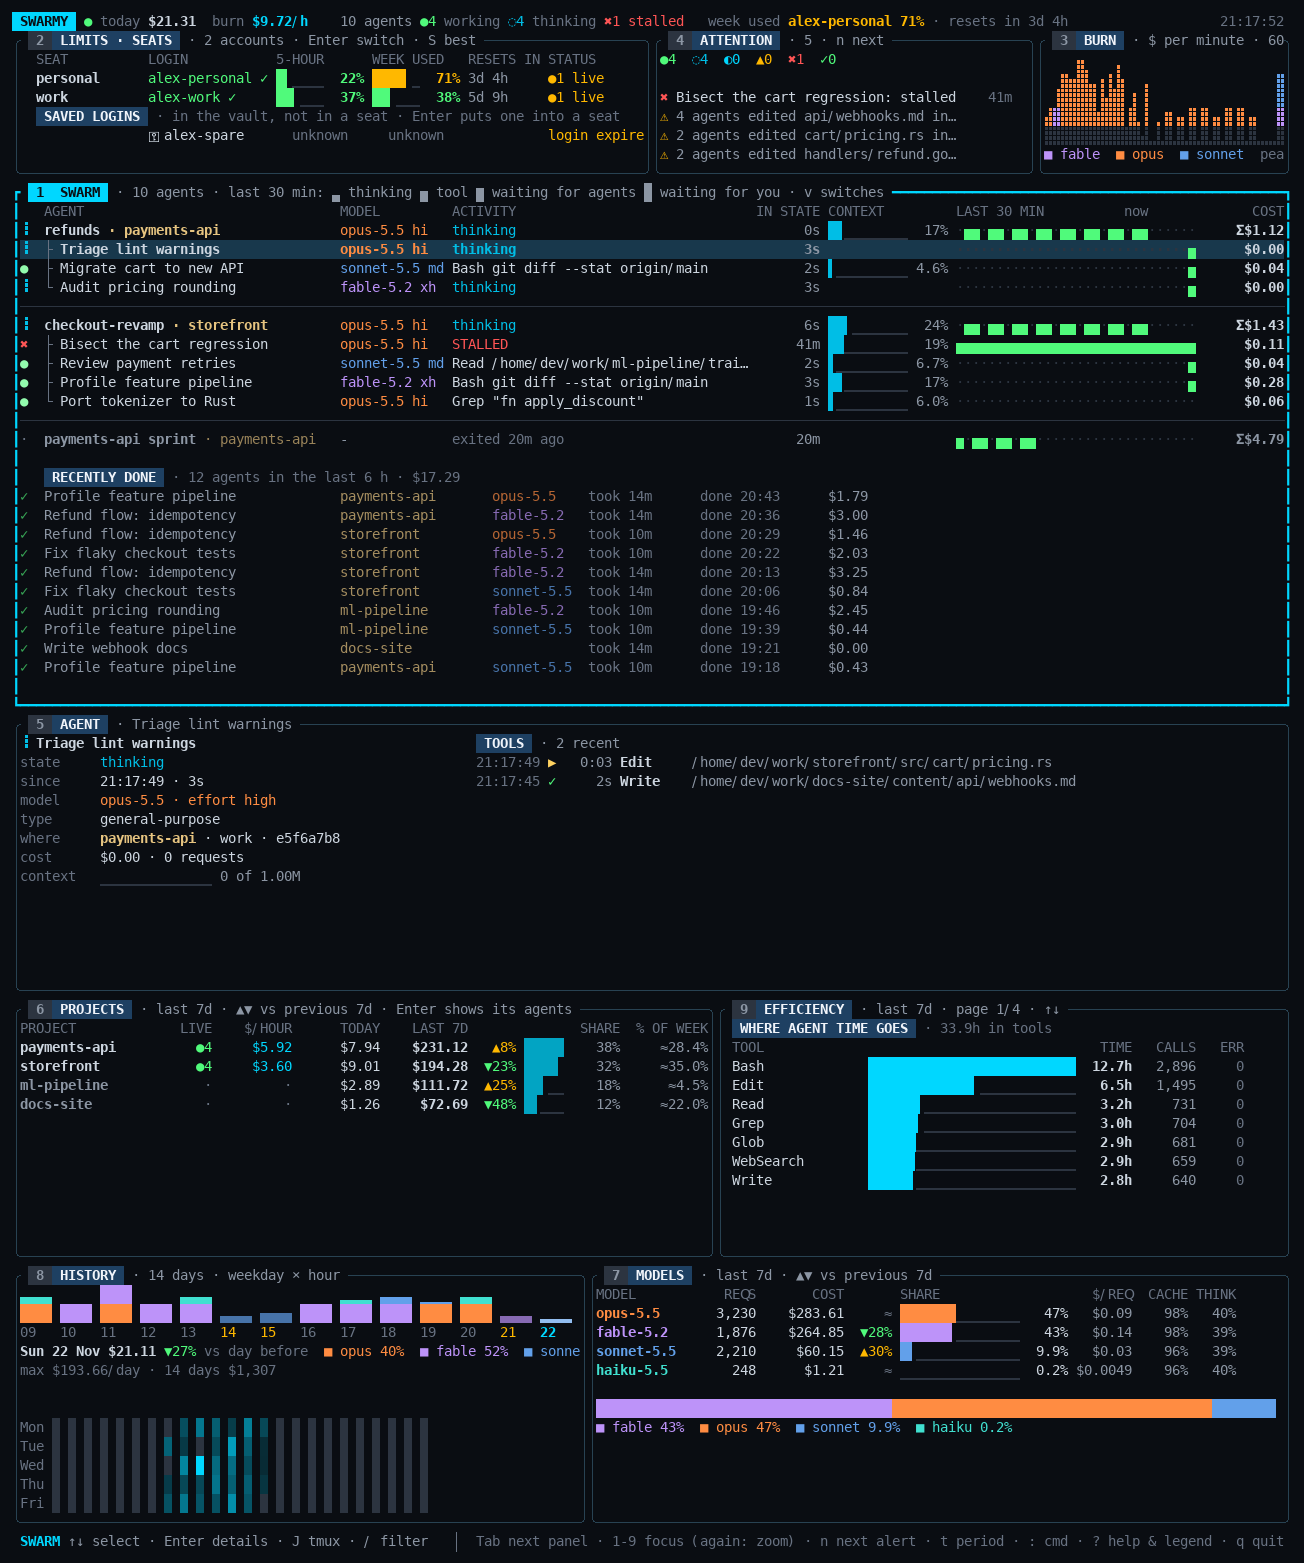 SWARMY ● today $21.31 burn $9.72/h 10 agents ●4 working ◌4 thinking ✖1 stalled week used alex-personal 71% · resets in 3d 4h 21:17:52
2 LIMITS · SEATS · 2 accounts · Enter switch · S best
SEAT LOGIN 5-HOUR WEEK USED RESETS IN STATUS
personal alex-personal ✓ 22% 71% 3d 4h ●1 live
work alex-work ✓ 37% 38% 5d 9h ●1 live
SAVED LOGINS · in the vault, not in a seat · Enter puts one into a seat
⚿ alex-spare unknown unknown login expire
4 ATTENTION · 5 · n next
●4 ◌4 ◐0 ▲0 ✖1 ✓0
✖ Bisect the cart regression: stalled 41m
⚠ 4 agents edited api/webhooks.md in…
⚠ 2 agents edited cart/pricing.rs in…
⚠ 2 agents edited handlers/refund.go…
3 BURN · $ per minute · 60
■ fable ■ opus ■ sonnet pea
1 SWARM · 10 agents · last 30 min: thinking tool waiting for agents waiting for you · v switches
AGENT MODEL ACTIVITY IN STATE CONTEXT LAST 30 MIN now COST
refunds · payments-api opus-5.5 hi thinking 0s 17% Σ$1.12
Triage lint warnings opus-5.5 hi thinking 3s $0.00
● Migrate cart to new API sonnet-5.5 md Bash git diff --stat origin/main 2s 4.6% $0.04
Audit pricing rounding fable-5.2 xh thinking 3s $0.00
checkout-revamp · storefront opus-5.5 hi thinking 6s 24% Σ$1.43
✖ Bisect the cart regression opus-5.5 hi STALLED 41m 19% $0.11
● Review payment retries sonnet-5.5 md Read /home/dev/work/ml-pipeline/trai… 2s 6.7% $0.04
● Profile feature pipeline fable-5.2 xh Bash git diff --stat origin/main 3s 17% $0.28
● Port tokenizer to Rust opus-5.5 hi Grep "fn apply_discount" 1s 6.0% $0.06
· payments-api sprint · payments-api - exited 20m ago 20m Σ$4.79
RECENTLY DONE · 12 agents in the last 6 h · $17.29
✓ Profile feature pipeline payments-api opus-5.5 took 14m done 20:43 $1.79
✓ Refund flow: idempotency payments-api fable-5.2 took 14m done 20:36 $3.00
✓ Refund flow: idempotency storefront opus-5.5 took 10m done 20:29 $1.46
✓ Fix flaky checkout tests storefront fable-5.2 took 10m done 20:22 $2.03
✓ Refund flow: idempotency storefront fable-5.2 took 14m done 20:13 $3.25
✓ Fix flaky checkout tests storefront sonnet-5.5 took 14m done 20:06 $0.84
✓ Audit pricing rounding ml-pipeline fable-5.2 took 10m done 19:46 $2.45
✓ Profile feature pipeline ml-pipeline sonnet-5.5 took 10m done 19:39 $0.44
✓ Write webhook docs docs-site took 14m done 19:21 $0.00
✓ Profile feature pipeline payments-api sonnet-5.5 took 10m done 19:18 $0.43
5 AGENT · Triage lint warnings
Triage lint warnings
state thinking
since 21:17:49 · 3s
model opus-5.5 · effort high
type general-purpose
where payments-api · work · e5f6a7b8
cost $0.00 · 0 requests
context 0 of 1.00M
TOOLS · 2 recent
21:17:49 ▶ 0:03 Edit /home/dev/work/storefront/src/cart/pricing.rs
21:17:45 ✓ 2s Write /home/dev/work/docs-site/content/api/webhooks.md
6 PROJECTS · last 7d · ▲▼ vs previous 7d · Enter shows its agents
PROJECT LIVE $/HOUR TODAY LAST 7D SHARE % OF WEEK
payments-api ●4 $5.92 $7.94 $231.12 ▲8% 38% ≈28.4%
storefront ●4 $3.60 $9.01 $194.28 ▼23% 32% ≈35.0%
ml-pipeline · · $2.89 $111.72 ▲25% 18% ≈4.5%
docs-site · · $1.26 $72.69 ▼48% 12% ≈22.0%
9 EFFICIENCY · last 7d · page 1/4 · ↑↓
WHERE AGENT TIME GOES · 33.9h in tools
TOOL TIME CALLS ERR
Bash 12.7h 2,896 0
Edit 6.5h 1,495 0
Read 3.2h 731 0
Grep 3.0h 704 0
Glob 2.9h 681 0
WebSearch 2.9h 659 0
Write 2.8h 640 0
8 HISTORY · 14 days · weekday × hour
09 10 11 12 13 14 15 16 17 18 19 20 21 22
Sun 22 Nov $21.11 ▼27% vs day before ■ opus 40% ■ fable 52% ■ sonne
max $193.66/day · 14 days $1,307
Mon
Tue
Wed
Thu
Fri
7 MODELS · last 7d · ▲▼ vs previous 7d
MODEL REQS COST SHARE $/REQ CACHE THINK
opus-5.5 3,230 $283.61 ≈ 47% $0.09 98% 40%
fable-5.2 1,876 $264.85 ▼28% 43% $0.14 98% 39%
sonnet-5.5 2,210 $60.15 ▲30% 9.9% $0.03 96% 39%
haiku-5.5 248 $1.21 ≈ 0.2% $0.0049 96% 40%
■ fable 43% ■ opus 47% ■ sonnet 9.9% ■ haiku 0.2%
SWARM ↑↓ select · Enter details · J tmux · / filter │ Tab next panel · 1-9 focus (again: zoom) · n next alert · t period · : cmd · ? help & legend · q quit